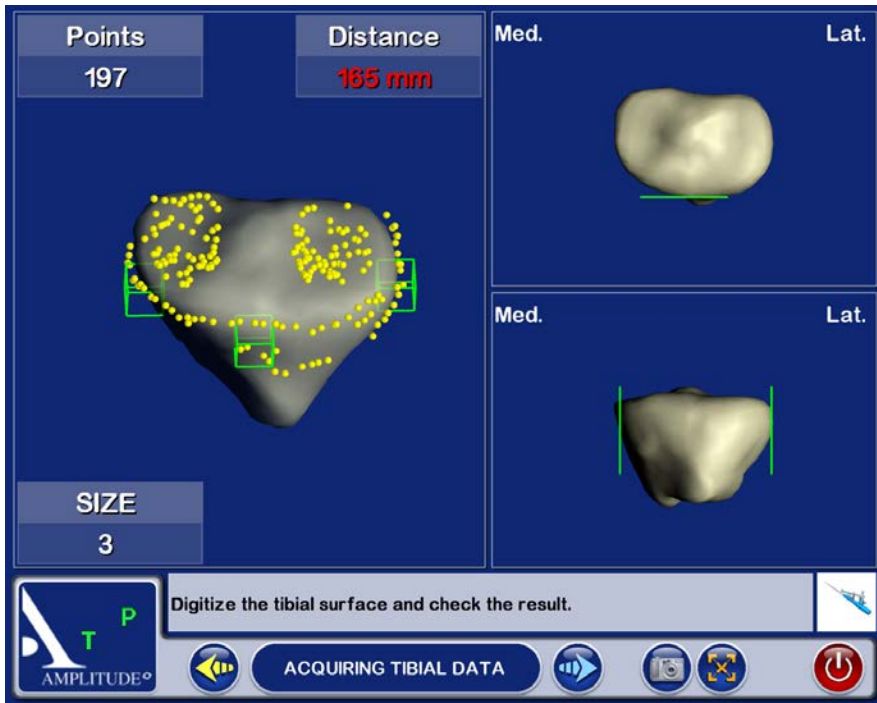 Points
197
Distance
165 mm
Med.
Lat.
Med.
Lat.
SIZE
3
Digitize the tibial surface and check the result.
P
T
AMPLITUDE
ACQUIRING TIBIAL DATA